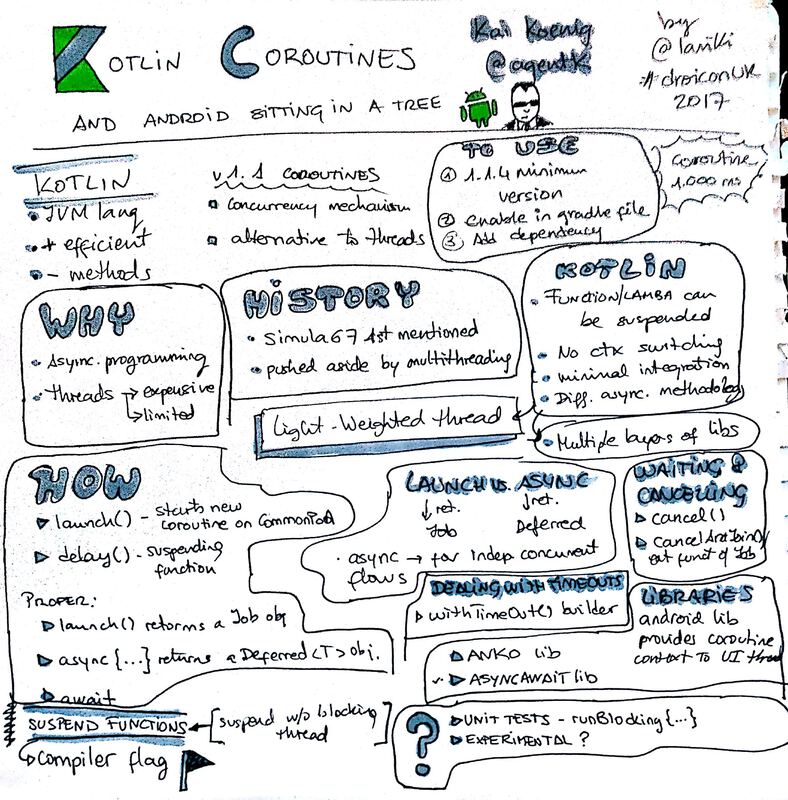 KOTLIN COROUTINES
AND ANDROID SITTING IN A TREE
Kai Koenig
@agentK
by
@lariki
#droiconUK
2017
KOTLIN
JVM lang
+ efficient
- methods
v1.1 COROUTINES
concurrency mechanism
alternative to threads
TO USE
1 1.1.4 minimum
version
2 enable in gradle file
3 Add dependency
coroutine
1.000 ms
WHY
Async. programming
threads → expensive
→ limited
HISTORY
Simula67 1st mentioned
pushed aside by multithreading
Light-Weighted thread
KOTLIN
FUNCTION/LAMBA can
be suspended
No ctx switching
minimal integration
Diff. async. methodology
Multiple layers of libs
HOW
launch() - starts new
coroutine on CommonPool
delay() - suspending
function
PROPER:
launch() retorms a Job obj
async {...} returns a Deferred<T> obj.
await
LAUNCH vs. ASYNC
ret. ret.
Job Deferred
async → for indep concurrent
flows
WAITING &
CANCELLING
cancel()
cancelAndJoin()
ext funct of Job
DEALING WITH TIMEOUTS
withTimeOut() builder
LIBRARIES
android lib
provides coroutine
context to UI thread
ANKO lib
ASYNCAWAIT lib
SUSPEND FUNCTIONS ← [suspend w/o blocking
thread]
Compiler flag
?
UNIT TESTS - runBlocking {...}
EXPERIMENTAL ?